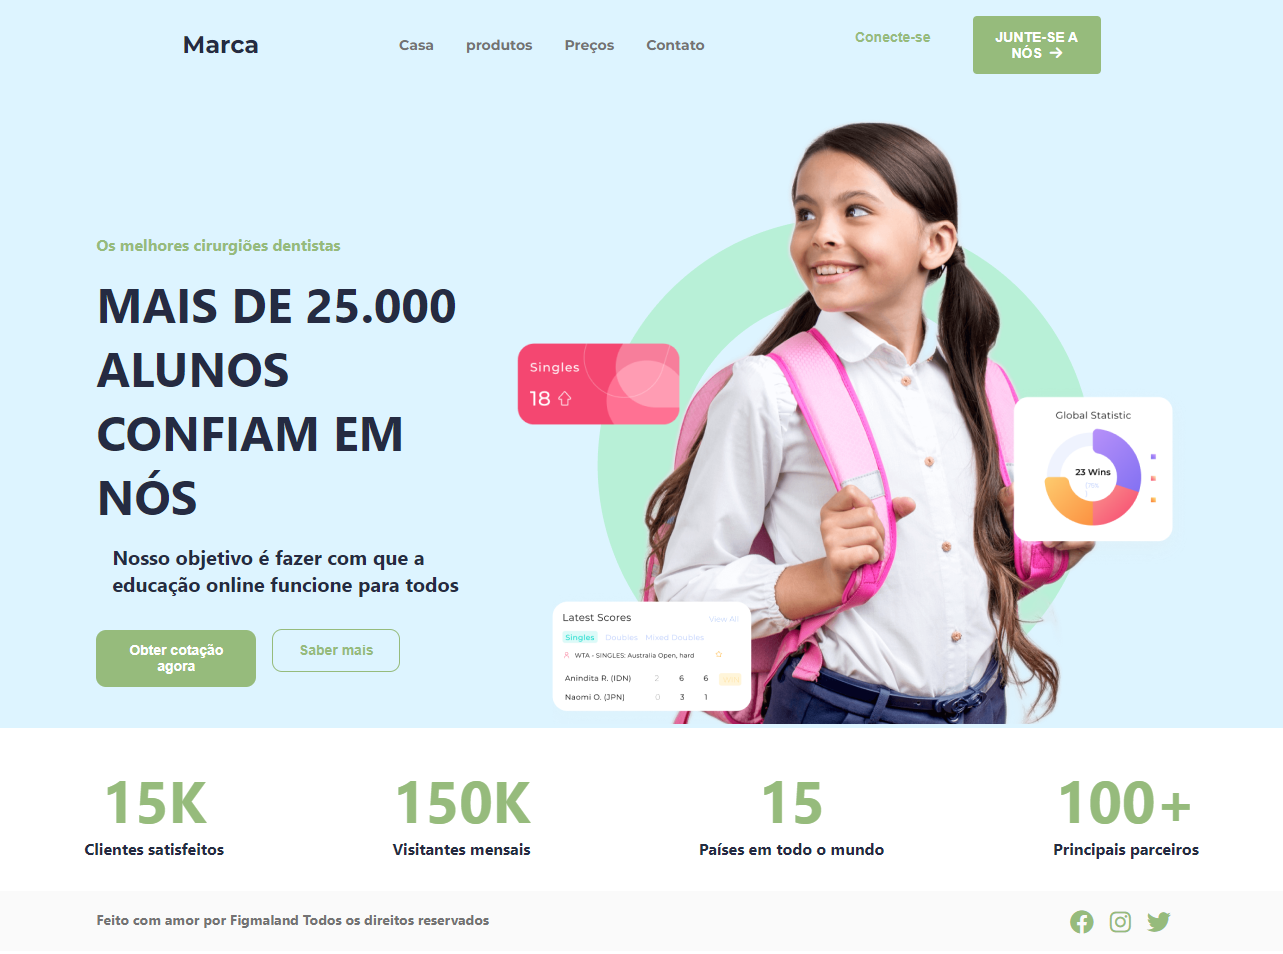 Marca
Casa produtos Preços Contato
Conecte-se
JUNTE-SE A
NÓS
Os melhores cirurgiões dentistas
MAIS DE 25.000
ALUNOS
CONFIAM EM
NÓS
Nosso objetivo é fazer com que a
educação online funcione para todos
Obter cotação
agora
Saber mais
Singles
18
Global Statistic
23 Wins
Latest Scores View All
Singles Doubles Mixed Doubles
WTA - SINGLES: Australia Open, hard
Anindita R. (IDN) 2 6 6
Naomi O. (JPN) 0 3 1
15K
Clientes satisfeitos
150K
Visitantes mensais
15
Países em todo o mundo
100+
Principais parceiros
Feito com amor por Figmaland Todos os direitos reservados